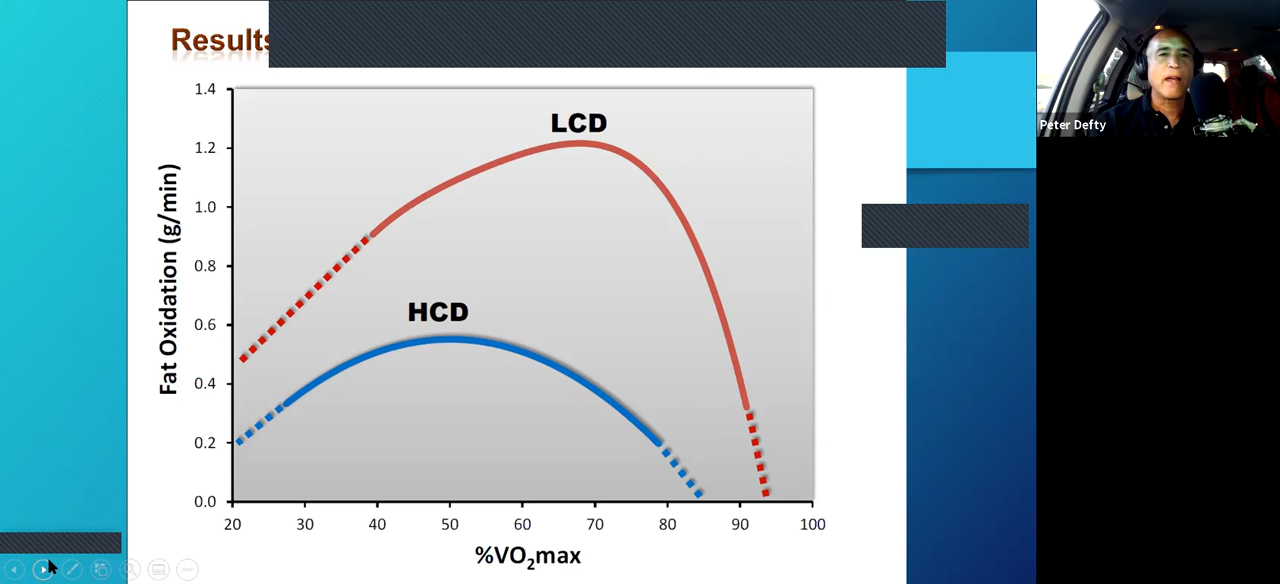 Results
Peter Defty
LCD
HCD
Fat Oxidation (g/min)
1.4
1.2
1.0
0.8
0.6
0.4
0.2
0.0
20 30 40 50 60 70 80 90 100
%VO₂max